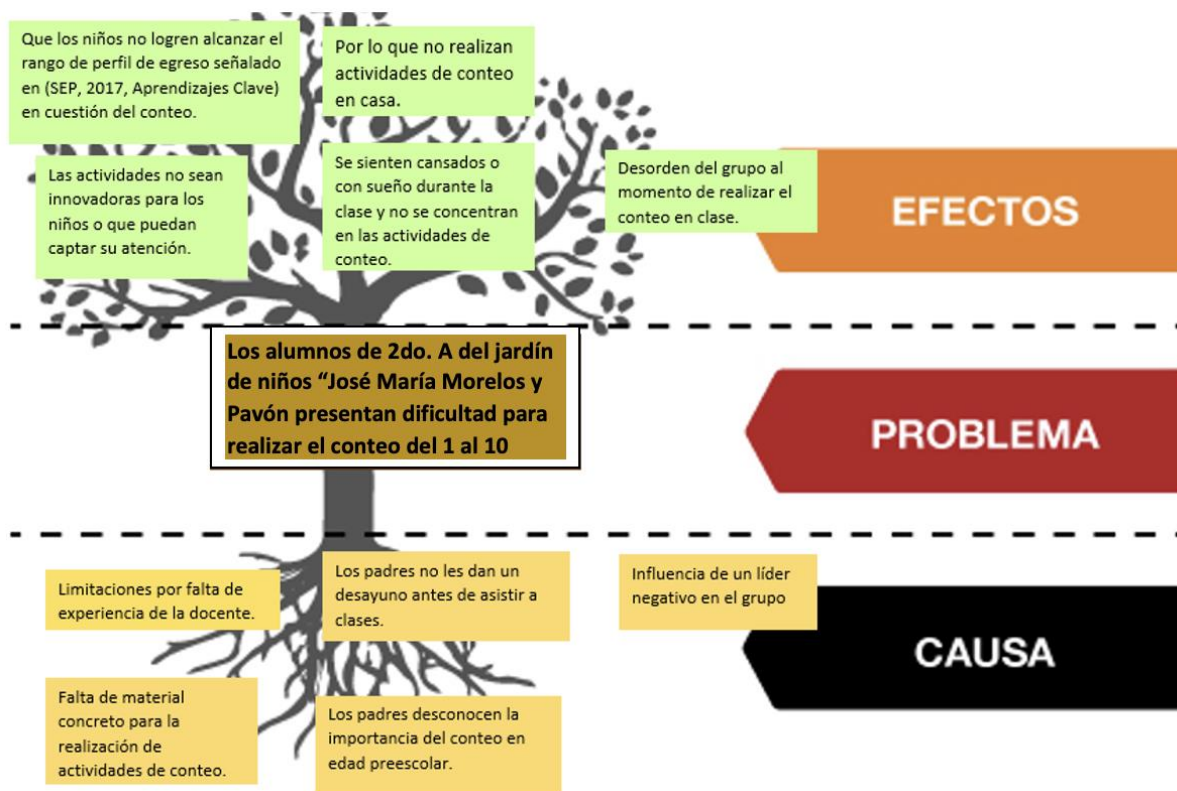 Que los niños no logren alcanzar el
rango de perfil de egreso señalado
en (SEP, 2017, Aprendizajes Clave)
en cuestión del conteo.
Por lo que no realizan
actividades de conteo
en casa.
Las actividades no sean
innovadoras para los
niños o que puedan
captar su atención.
Se sienten cansados o
con sueño durante la
clase y no se concentran
en las actividades de
conteo.
Desorden del grupo al
momento de realizar el
conteo en clase.
EFECTOS
Los alumnos de 2do. A del jardín
de niños “José María Morelos y
Pavón presentan dificultad para
realizar el conteo del 1 al 10
PROBLEMA
Limitaciones por falta de
experiencia de la docente.
Los padres no les dan un
desayuno antes de asistir a
clases.
Influencia de un líder
negativo en el grupo
CAUSA
Falta de material
concreto para la
realización de
actividades de conteo.
Los padres desconocen la
importancia del conteo en
edad preescolar.